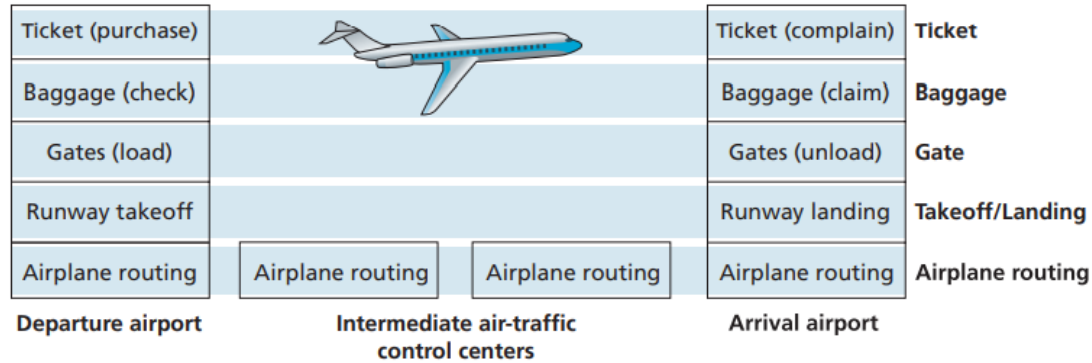 Ticket (purchase) Ticket (complain) Ticket
Baggage (check) Baggage (claim) Baggage
Gates (load) Gates (unload) Gate
Runway takeoff Runway landing Takeoff/Landing
Airplane routing Airplane routing Airplane routing Airplane routing Airplane routing
Departure airport Intermediate air-traffic Arrival airport
control centers